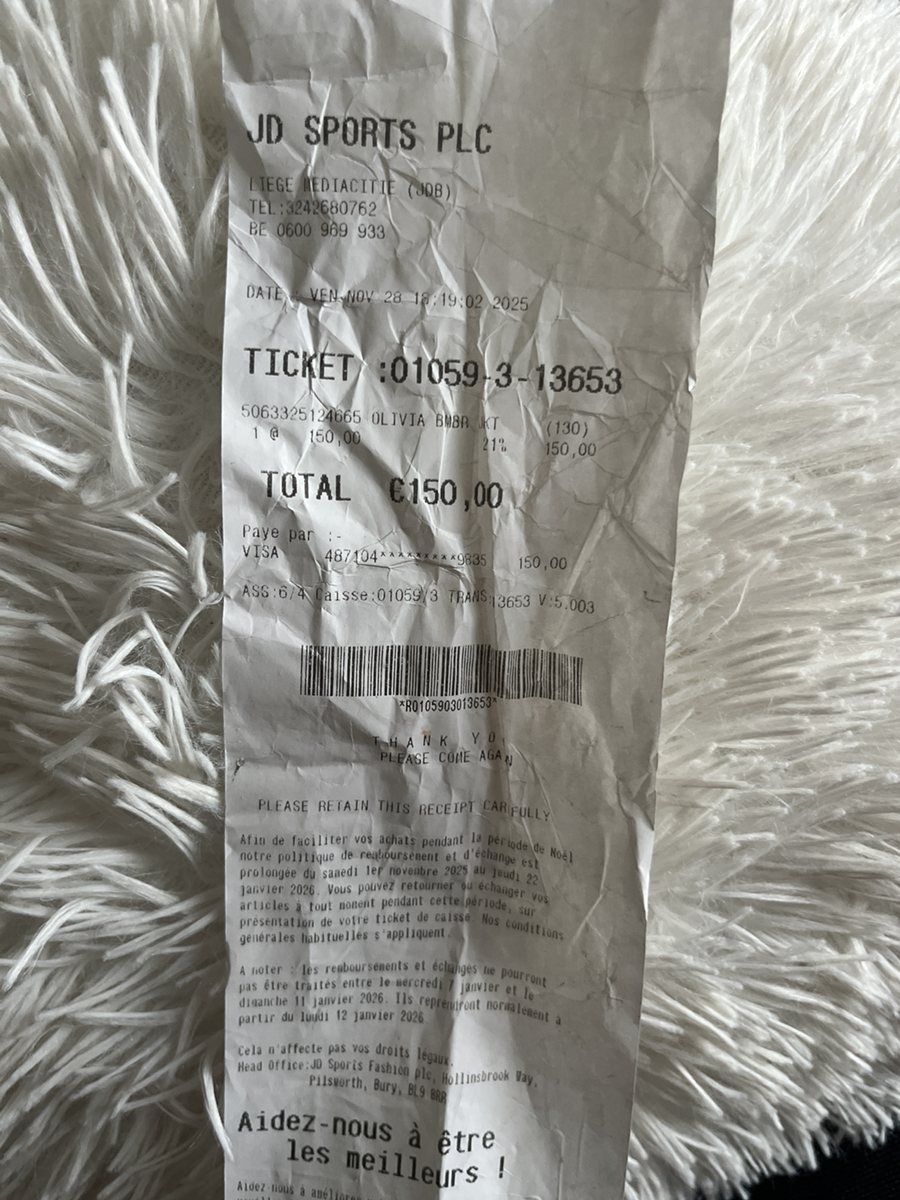 JD SPORTS PLC
LIEGE MEDIACITIE (JDB)
TEL:3242680762
BE 0600 969 933
DATE : VEN NOV 28 18:19:02 2025
TICKET :01059-3-13653
5063325124665 OLIVIA BMBR JKT (130)
1 @ 150,00 21% 150,00
TOTAL €150,00
Paye par :-
VISA 487104*********9835 150,00
ASS:6/4 Caisse:01059/3 TRANS:13653 V:5.003
*R0105903013653*
THANK YOU
PLEASE COME AGAIN
PLEASE RETAIN THIS RECEIPT CAREFULLY
Afin de faciliter vos achats pendant la période de Noël
notre politique de remboursement et d'échange est
prolongée du samedi 1er novembre 2025 au jeudi 22
janvier 2026. Vous pouvez retourner ou échanger vos
articles à tout moment pendant cette période, sur
présentation de votre ticket de caisse. Nos conditions
générales habituelles s'appliquent.
A noter : les remboursements et échanges ne pourront
pas être traités entre le mercredi 7 janvier et le
dimanche 11 janvier 2026. Ils reprendront normalement à
partir du lundi 12 janvier 2026
Cela n'affecte pas vos droits légaux.
Head Office:JD Sports Fashion plc, Hollinsbrook Way,
Pilsworth, Bury, BL9 8RR
Aidez-nous à être
les meilleurs !
Aidez-nous à